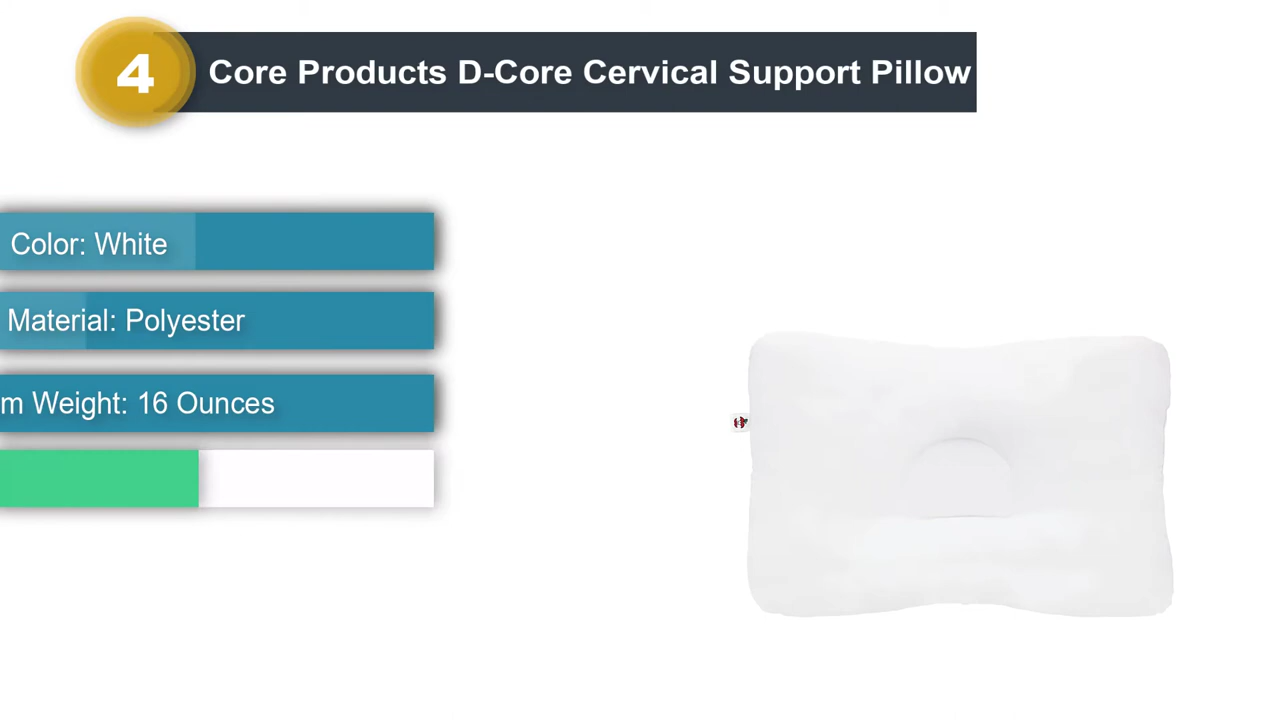 4
Core Products D-Core Cervical Support Pillow
Color: White
Material: Polyester
m Weight: 16 Ounces